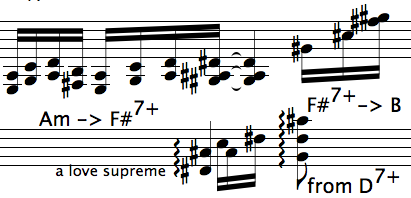 Am -> F#7+
F#7+-> B
a love supreme
from D7+